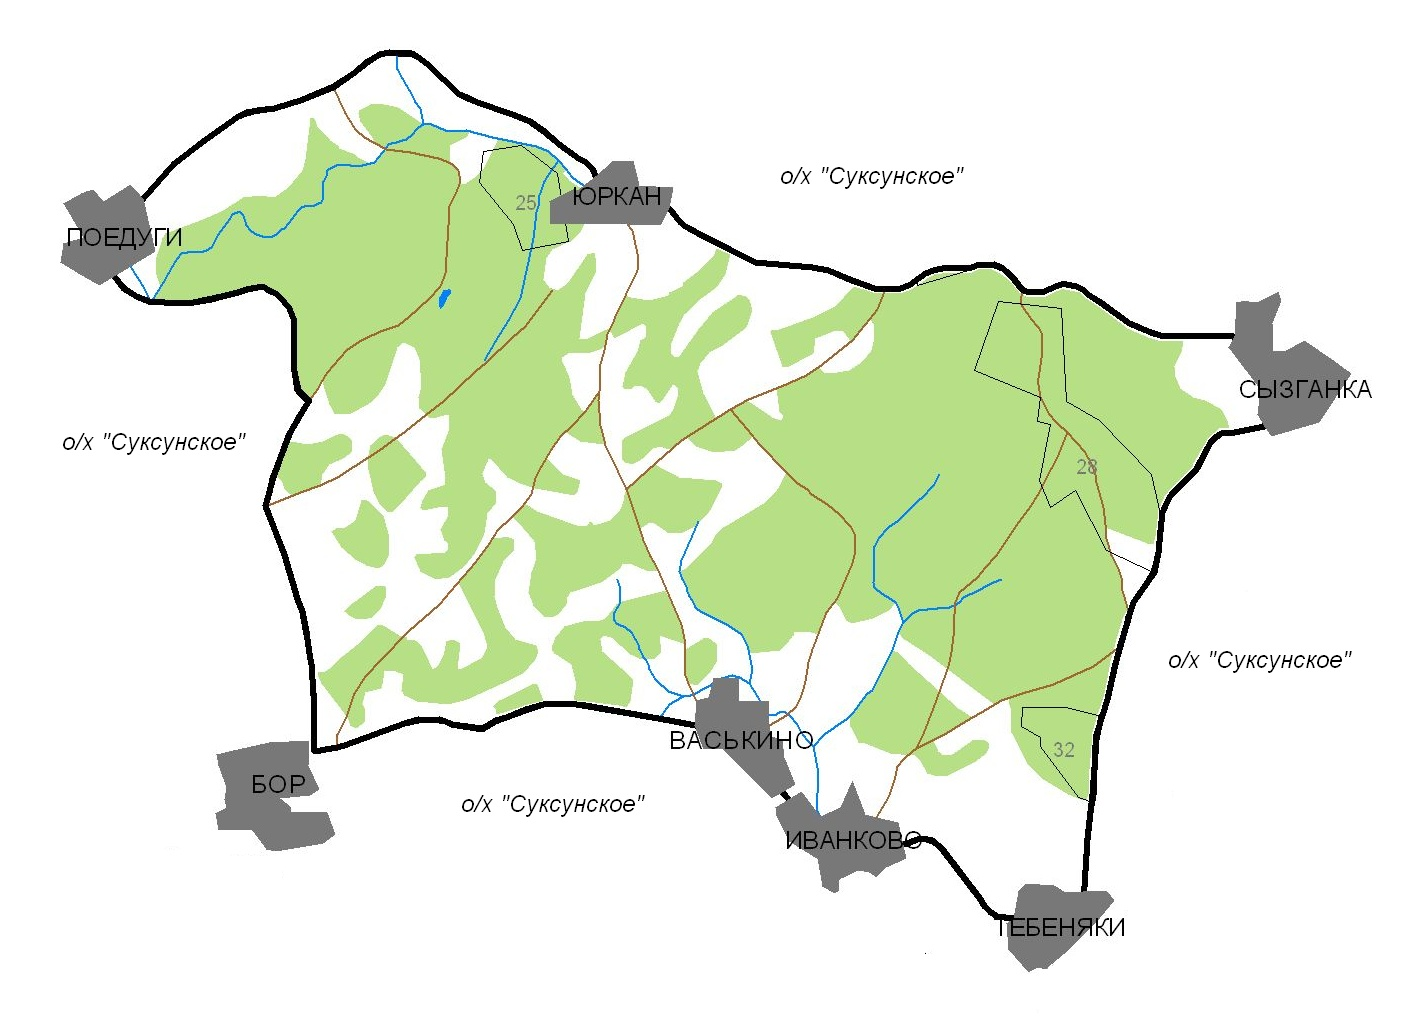 о/х "Суксунское"
ЮРКАН
25
ПОЕДУГИ
СЫЗГАНКА
о/х "Суксунское"
28
о/х "Суксунское"
ВАСЬКИНО
32
БОР
о/х "Суксунское"
ИВАНКОВО
ТЕБЕНЯКИ